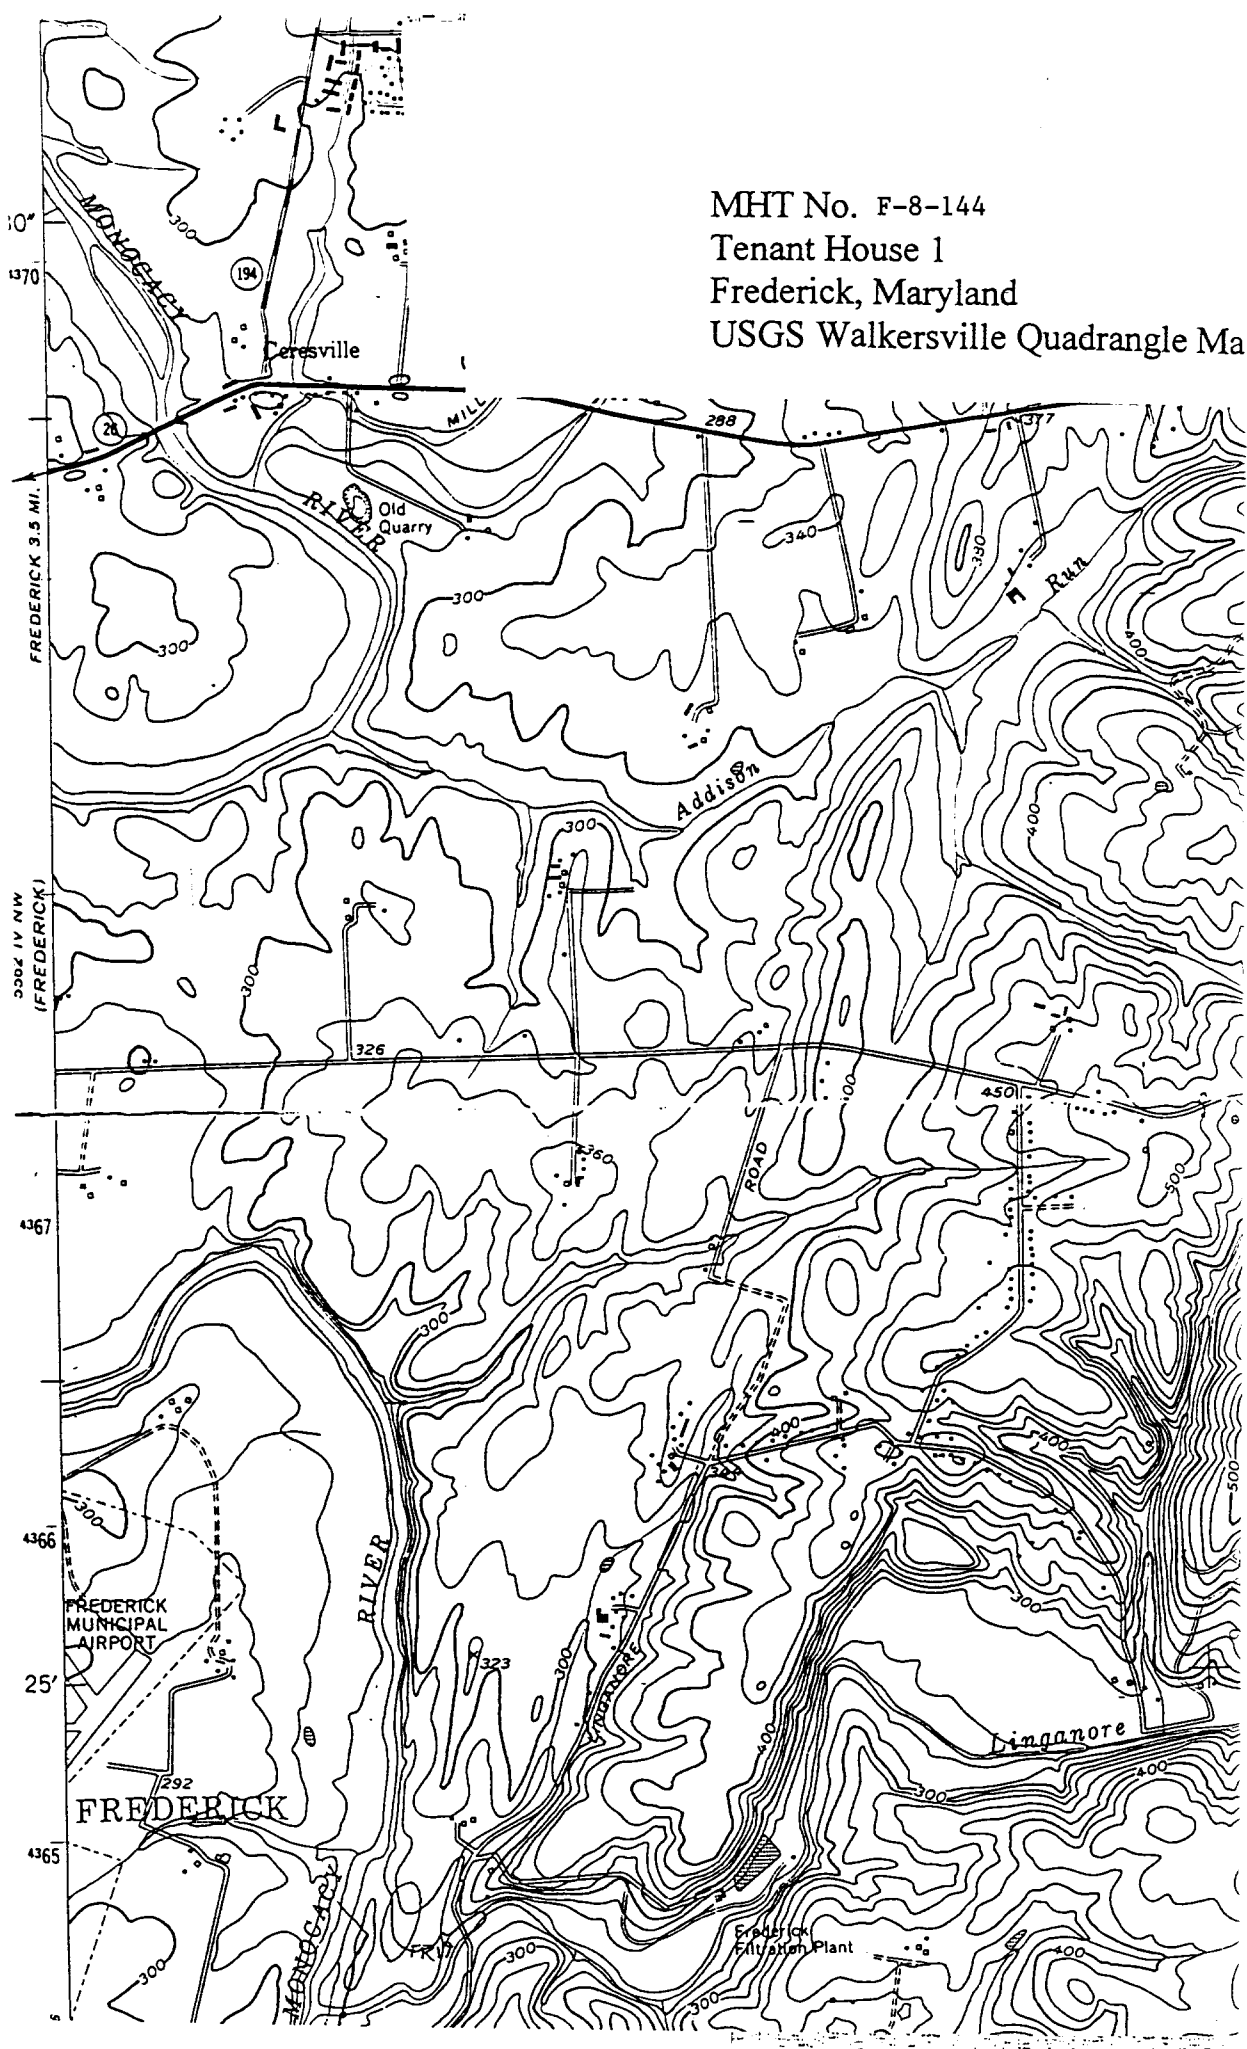 MHT No. F-8-144
Tenant House 1
Frederick, Maryland
USGS Walkersville Quadrangle Ma
300
MONOCACY
194
4370
Ceresville
26
MILL
288
377
FREDERICK 3.5 MI.
RIVER
Old
Quarry
340
380
Run
300
300
400
Addison
300
400
IV NW
(FREDERICK)
300
326
450
360
ROAD
500
4367
300
400
400
500
300
4366
RIVER
FREDERICK
MUNICIPAL
AIRPORT
300
323
300
25'
400
Linganore
400
300
292
FREDERICK
4365
MONOCACY
Frederick
Filtration Plant
300
300
400
300